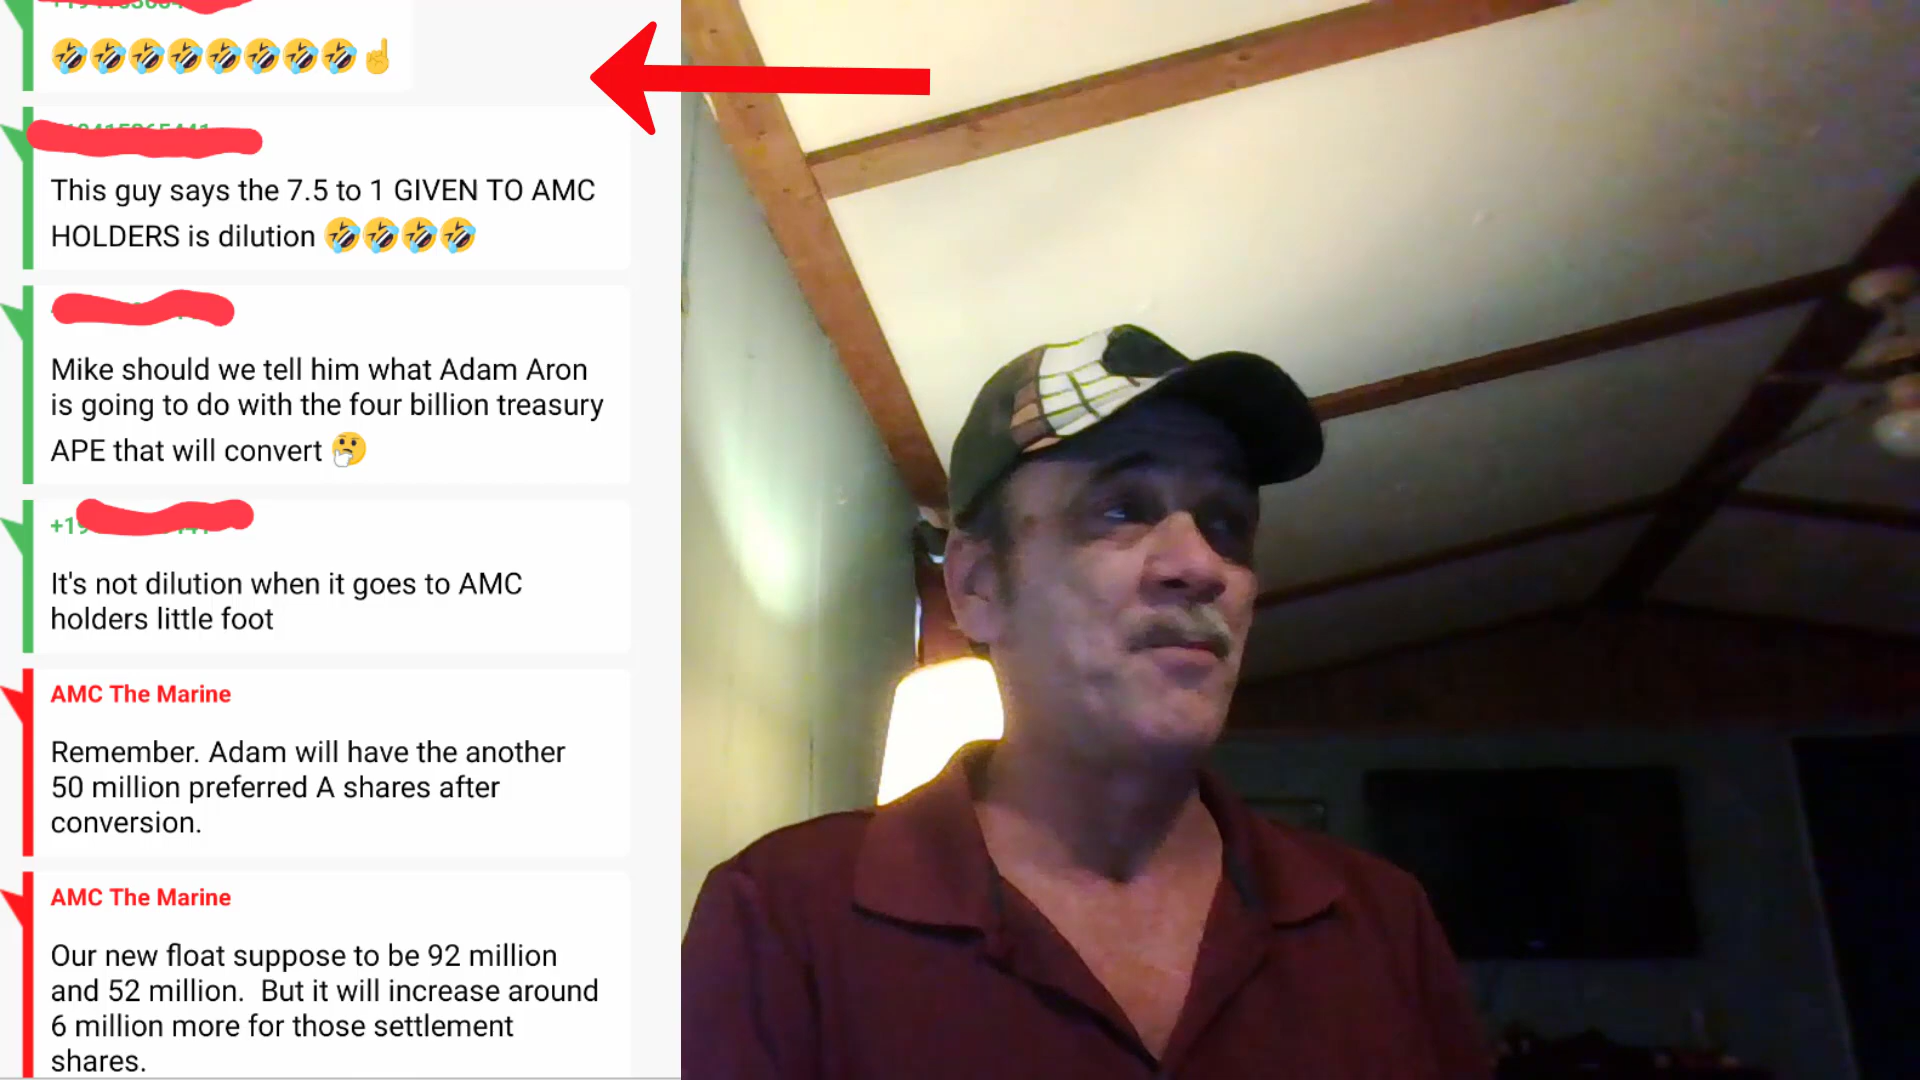 🤣🤣🤣🤣🤣🤣🤣🤣☝️
This guy says the 7.5 to 1 GIVEN TO AMC
HOLDERS is dilution 🤣🤣🤣🤣
Mike should we tell him what Adam Aron
is going to do with the four billion treasury
APE that will convert 🤔
+19
It's not dilution when it goes to AMC
holders little foot
AMC The Marine
Remember. Adam will have the another
50 million preferred A shares after
conversion.
AMC The Marine
Our new float suppose to be 92 million
and 52 million.  But it will increase around
6 million more for those settlement
shares.